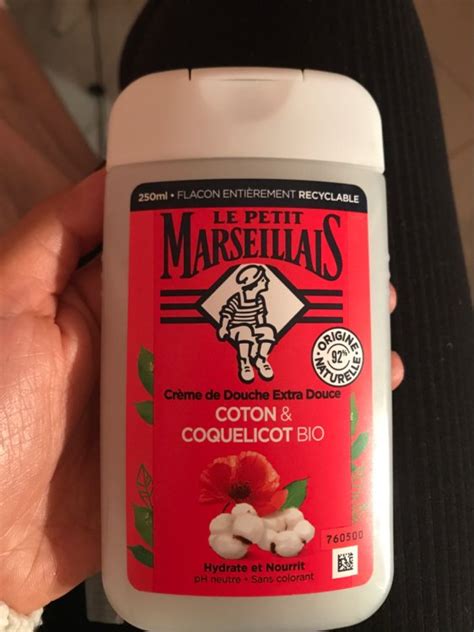 250ml • FLACON ENTIÈREMENT RECYCLABLE
LE PETIT
MARSEILLAIS
ORIGINE
92%
NATURELLE
Crème de Douche Extra Douce
COTON &
COQUELICOT BIO
760500
Hydrate et Nourrit
pH neutre • Sans colorant